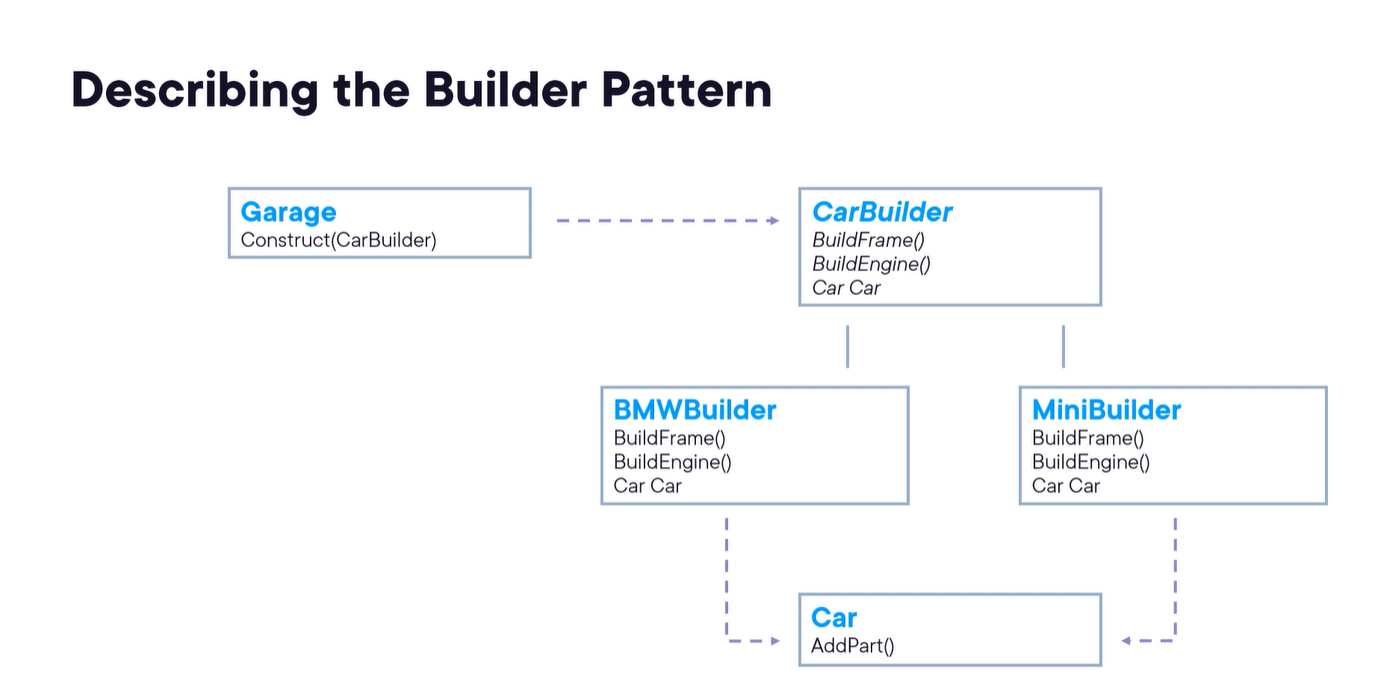 Describing the Builder Pattern
Garage
Construct(CarBuilder)
CarBuilder
BuildFrame()
BuildEngine()
Car Car
BMWBuilder
BuildFrame()
BuildEngine()
Car Car
MiniBuilder
BuildFrame()
BuildEngine()
Car Car
Car
AddPart()